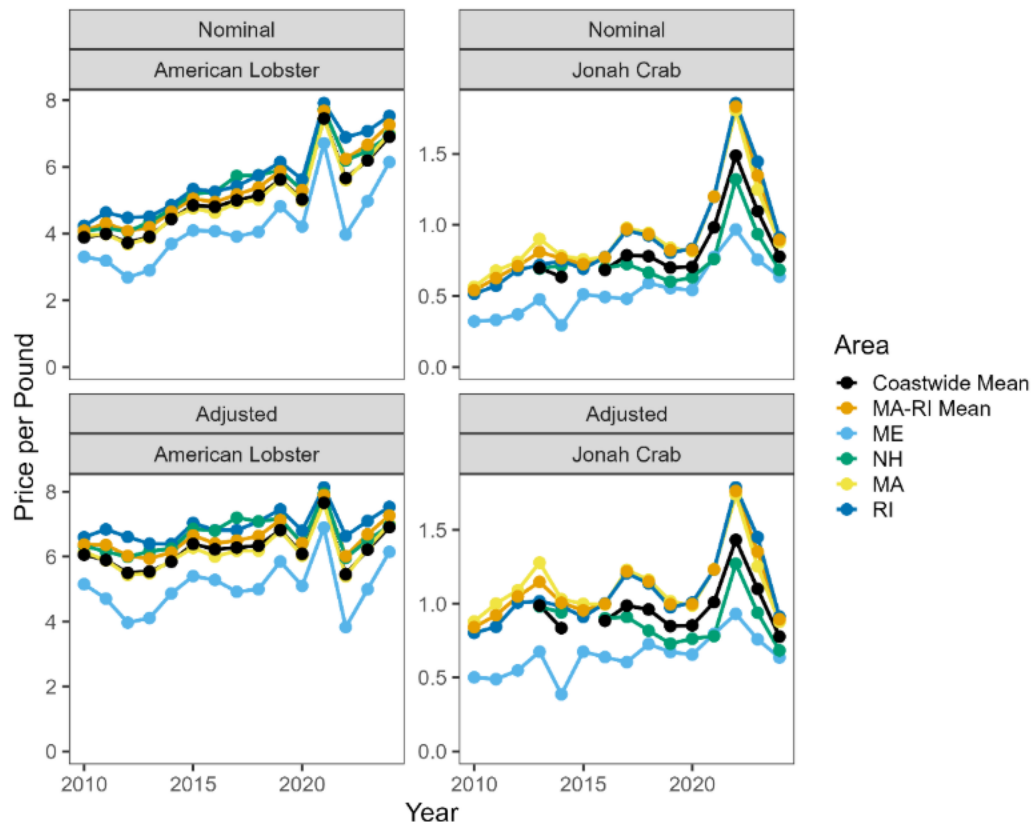 Nominal
American Lobster
Nominal
Jonah Crab
8
6
4
2
0
1.5
1.0
0.5
0.0
Adjusted
American Lobster
Adjusted
Jonah Crab
8
6
4
2
0
1.5
1.0
0.5
0.0
2010
2015
2020
2010
2015
2020
Price per Pound
Year
Area
Coastwide Mean
MA-RI Mean
ME
NH
MA
RI